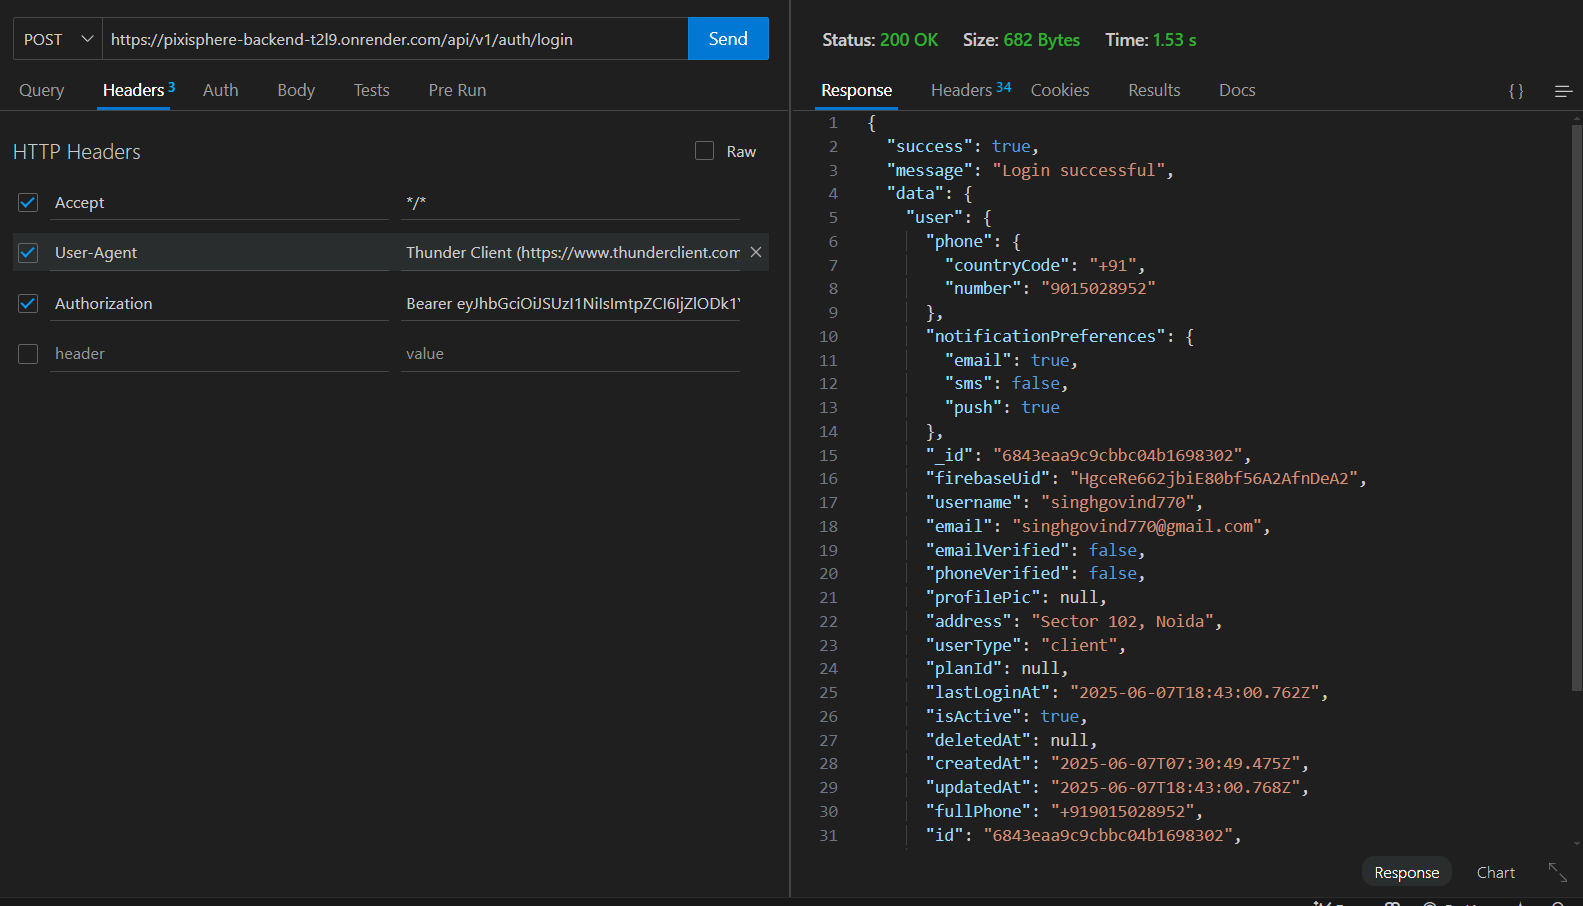 POST https://pixisphere-backend-t2l9.onrender.com/api/v1/auth/login Send
Query Headers 3 Auth Body Tests Pre Run
HTTP Headers Raw
Accept */*
User-Agent Thunder Client (https://www.thunderclient.com
Authorization Bearer
header value
Status: 200 OK Size: 682 Bytes Time: 1.53 s
Response Headers 34 Cookies Results Docs { }
1 {
2 "success": true,
3 "message": "Login successful",
4 "data": {
5 "user": {
6 "phone": {
7 "countryCode": "+91",
8 "number": "9015028952"
9 },
10 "notificationPreferences": {
11 "email": true,
12 "sms": false,
13 "push": true
14 },
15 "_id": "6843eaa9c9cbbc04b1698302",
16 "firebaseUid": "HgceRe662jbiE80bf56A2AfnDeA2",
17 "username": "singhgovind770",
18 "email": "singhgovind770@gmail.com",
19 "emailVerified": false,
20 "phoneVerified": false,
21 "profilePic": null,
22 "address": "Sector 102, Noida",
23 "userType": "client",
24 "planId": null,
25 "lastLoginAt": "2025-06-07T18:43:00.762Z",
26 "isActive": true,
27 "deletedAt": null,
28 "createdAt": "2025-06-07T07:30:49.475Z",
29 "updatedAt": "2025-06-07T18:43:00.768Z",
30 "fullPhone": "+919015028952",
31 "id": "6843eaa9c9cbbc04b1698302",
Response Chart